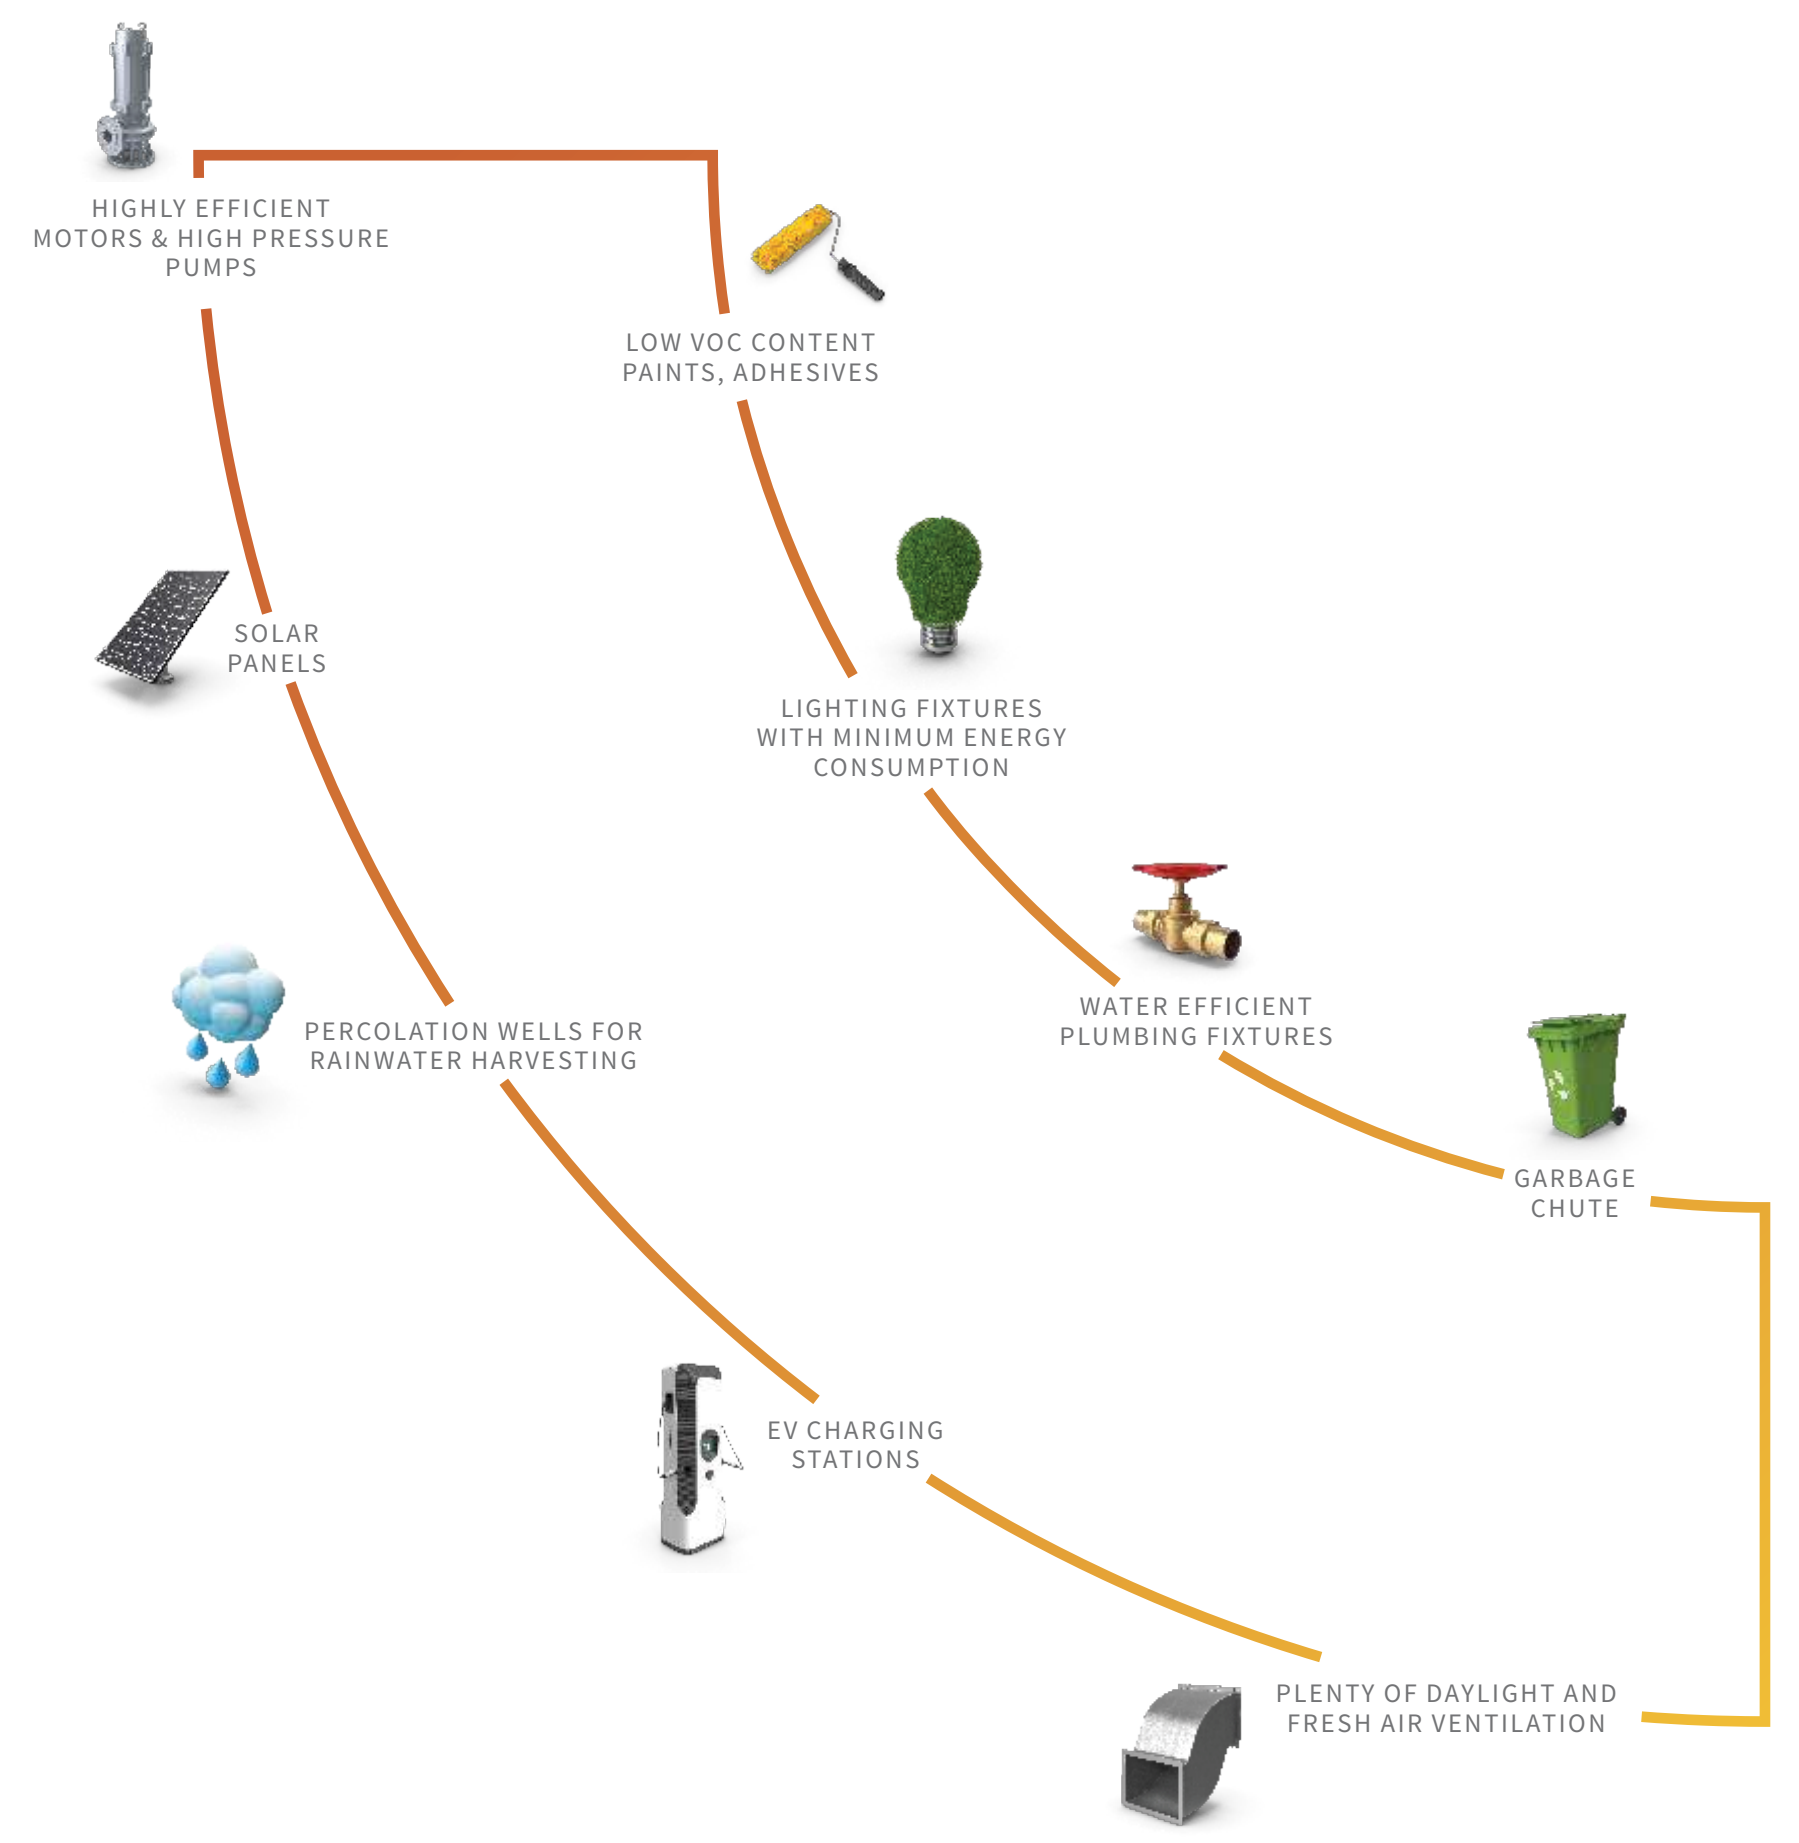 HIGHLY EFFICIENT
MOTORS & HIGH PRESSURE
PUMPS
LOW VOC CONTENT
PAINTS, ADHESIVES
SOLAR
PANELS
LIGHTING FIXTURES
WITH MINIMUM ENERGY
CONSUMPTION
PERCOLATION WELLS FOR
RAINWATER HARVESTING
WATER EFFICIENT
PLUMBING FIXTURES
GARBAGE
CHUTE
EV CHARGING
STATIONS
PLENTY OF DAYLIGHT AND
FRESH AIR VENTILATION